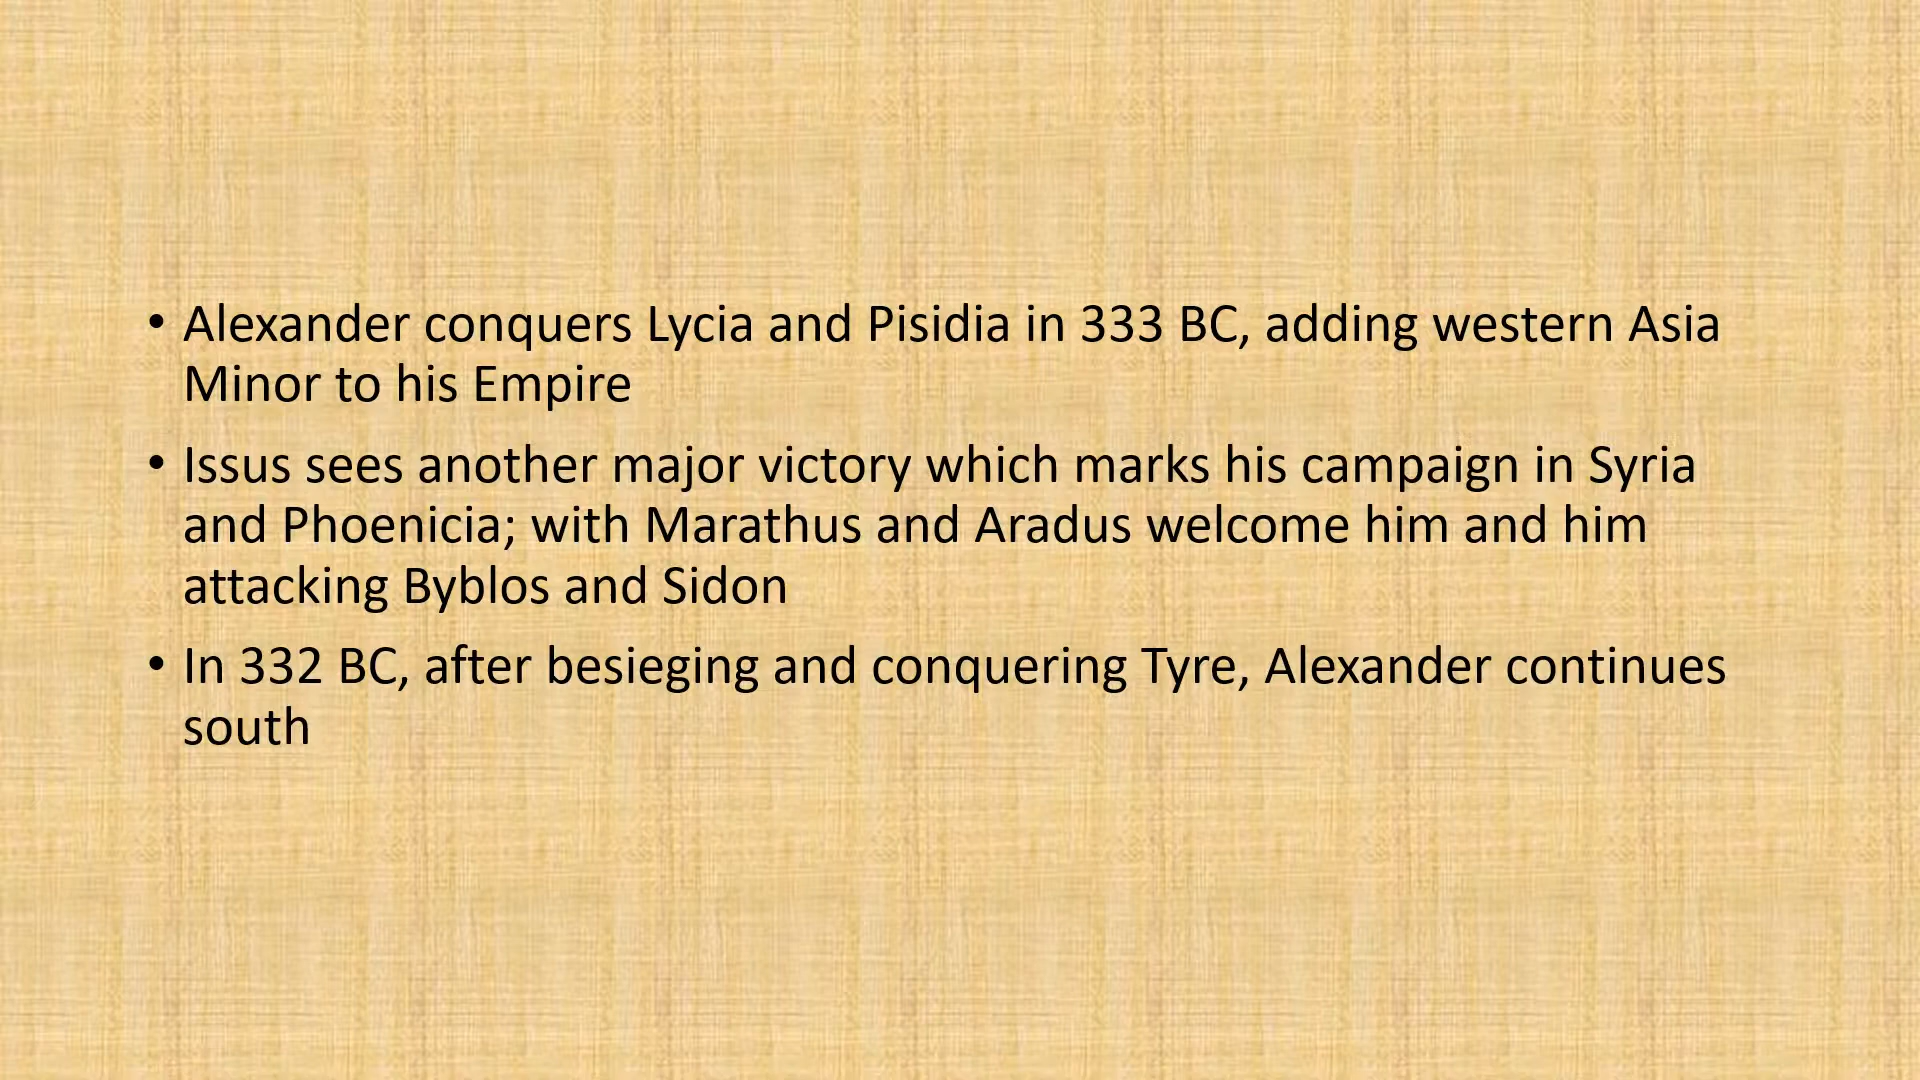 • Alexander conquers Lycia and Pisidia in 333 BC, adding western Asia
Minor to his Empire
• Issus sees another major victory which marks his campaign in Syria
and Phoenicia; with Marathus and Aradus welcome him and him
attacking Byblos and Sidon
• In 332 BC, after besieging and conquering Tyre, Alexander continues
south